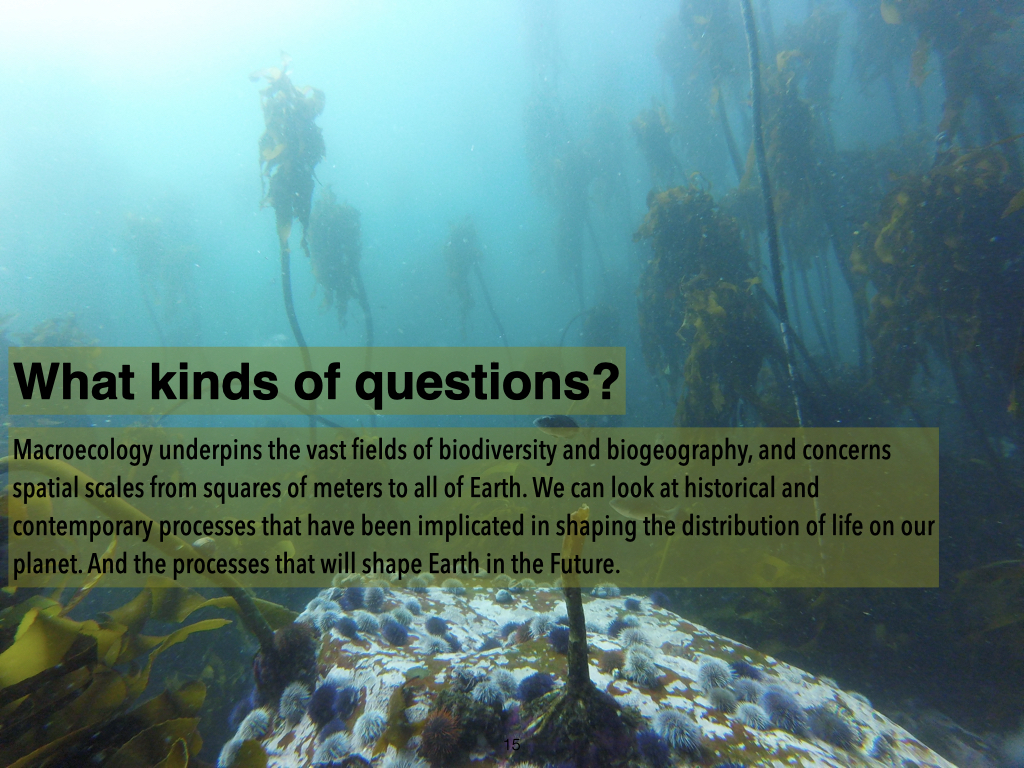 What kinds of questions?
Macroecology underpins the vast fields of biodiversity and biogeography, and concerns
spatial scales from squares of meters to all of Earth. We can look at historical and
contemporary processes that have been implicated in shaping the distribution of life on our
planet. And the processes that will shape Earth in the Future.
15